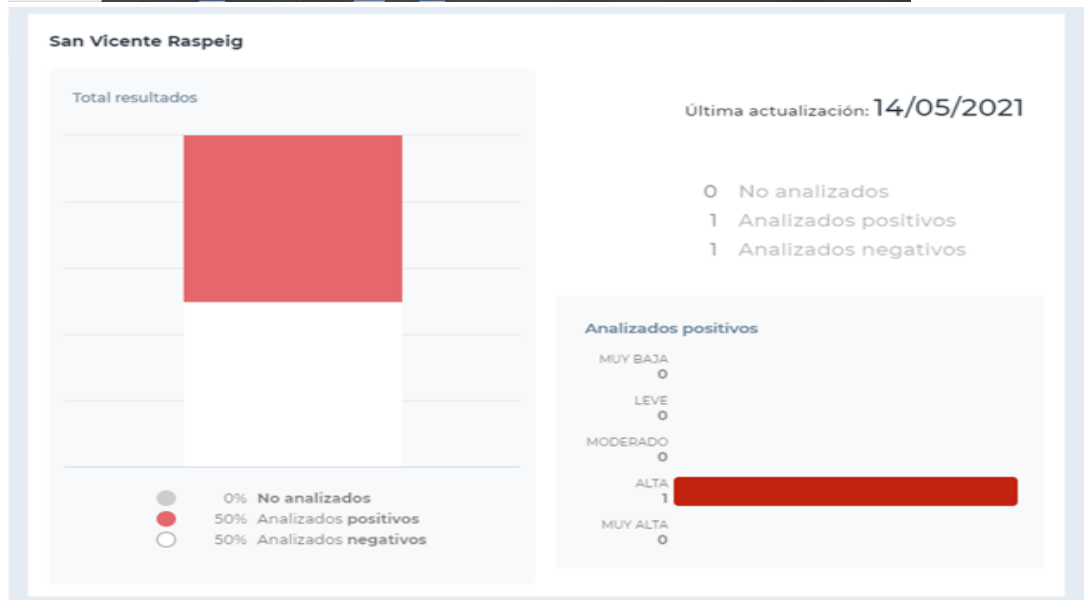 San Vicente Raspeig
Total resultados
0% No analizados
50% Analizados positivos
50% Analizados negativos
Última actualización: 14/05/2021
0 No analizados
1 Analizados positivos
1 Analizados negativos
Analizados positivos
MUY BAJA
0
LEVE
0
MODERADO
0
ALTA
1
MUY ALTA
0